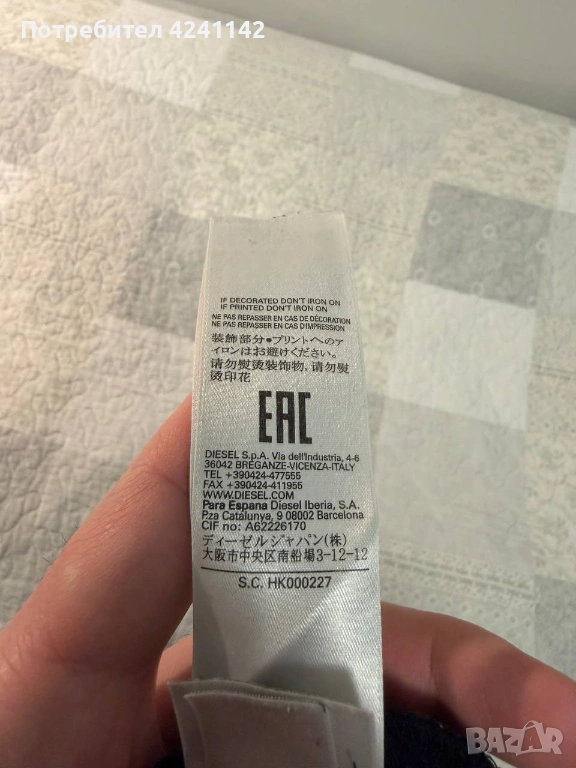 Потребител 4241142
IF DECORATED DON'T IRON ON
IF PRINTED DON'T IRON ON
NE PAS REPASSER EN CAS DE DÉCORATION
NE PAS REPASSER EN CAS D'IMPRESSION
装飾部分●プリントへのア
イロンはお避けください。
请勿熨烫装饰物, 请勿熨
烫印花
EAC
DIESEL S.p.A. Via dell'Industria, 4-6
36042 BREGANZE-VICENZA-ITALY
TEL +390424-477555
FAX +390424-411955
WWW.DIESEL.COM
Para Espana Diesel Iberia, S.A.
P.za Catalunya, 9 08002 Barcelona
CIF no: A62226170
ディーゼルジャパン(株)
大阪市中央区南船場3-12-12
S.C. HK000227
BAZAR